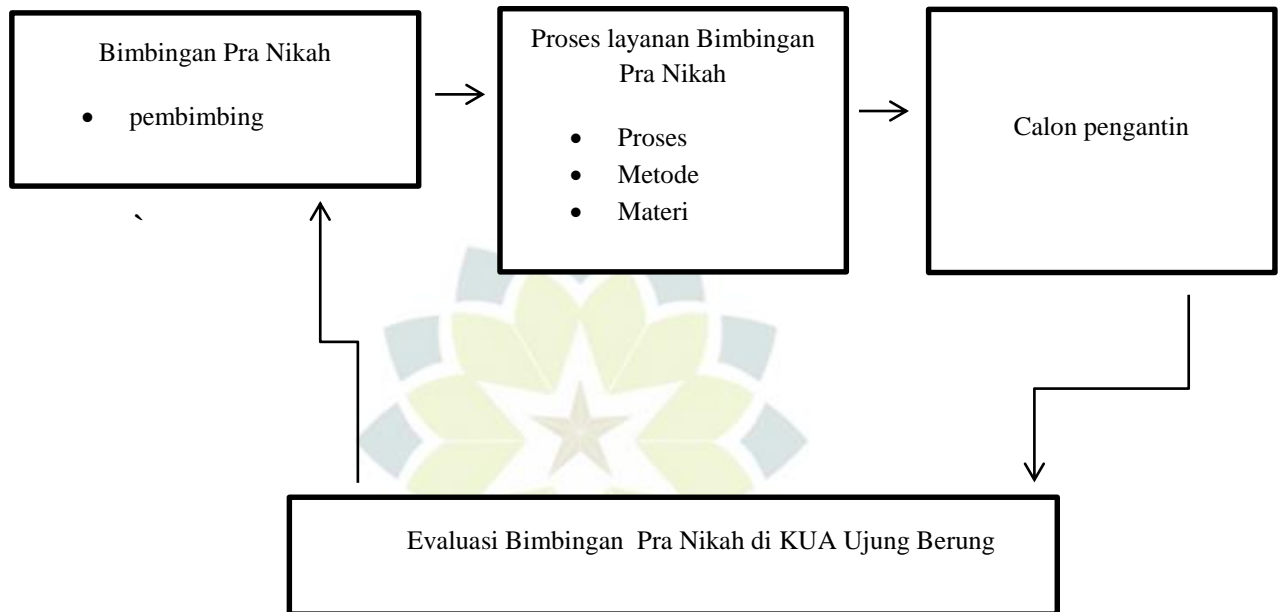 Bimbingan Pra Nikah
• pembimbing
`
Proses layanan Bimbingan
Pra Nikah
• Proses
• Metode
• Materi
Calon pengantin
Evaluasi Bimbingan  Pra Nikah di KUA Ujung Berung